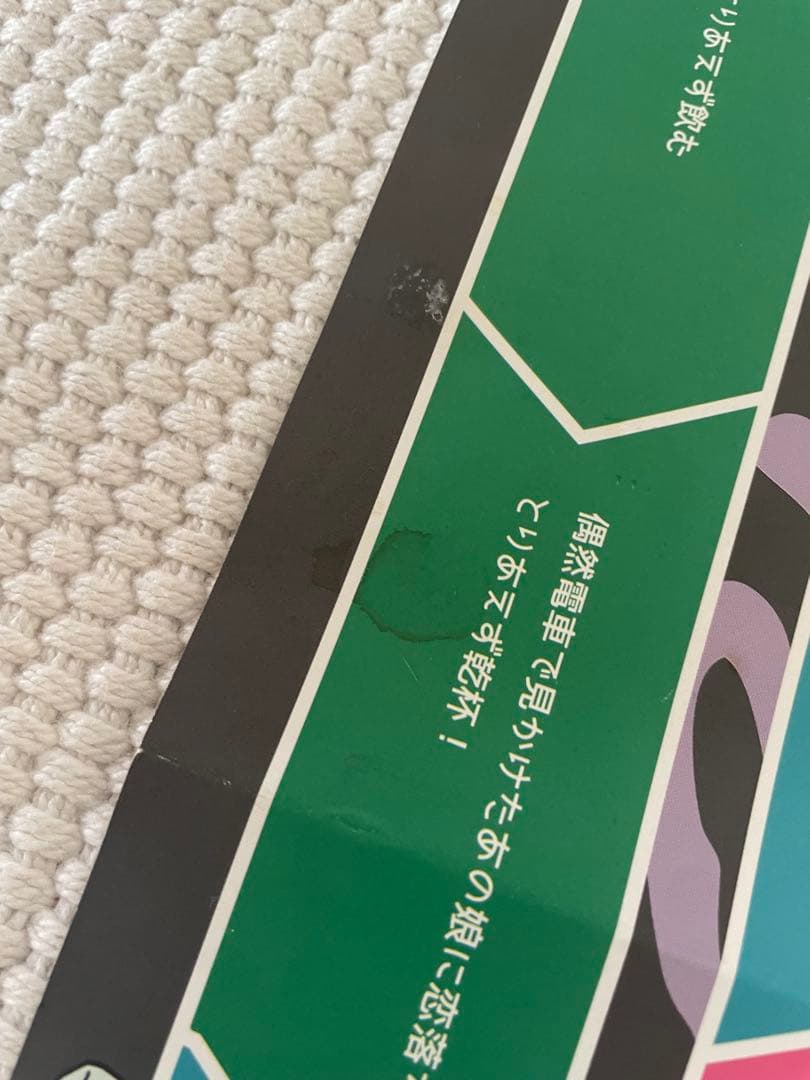 とりあえず飲む
偶然電車で見かけたあの娘に恋落
とりあえず乾杯!